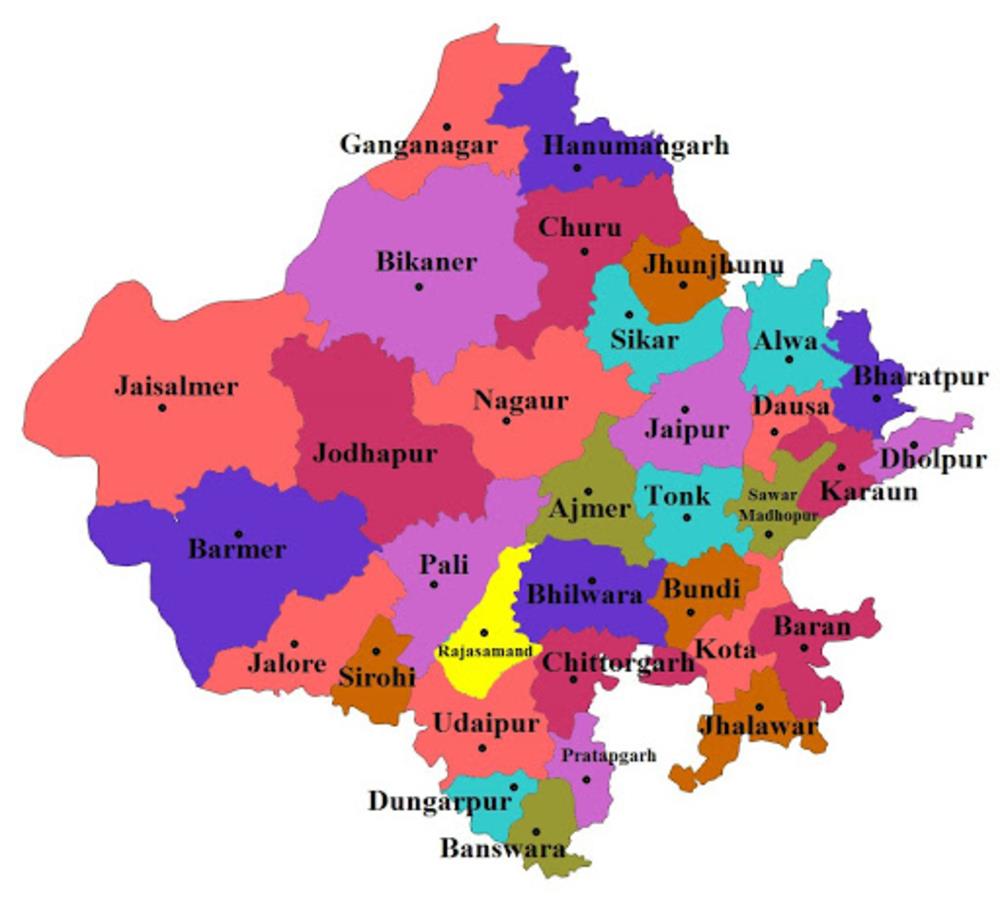 Ganganagar
Hanumangarh
Churu
Bikaner
Jhunjhunu
Sikar
Alwa
Jaisalmer
Bharatpur
Nagaur
Dausa
Jaipur
Jodhapur
Dholpur
Karaun
Tonk
Sawar
Madhopur
Ajmer
Barmer
Pali
Bhilwara
Bundi
Baran
Rajasamand
Kota
Jalore
Chittorgarh
Sirohi
Udaipur
Jhalawar
Pratapgarh
Dungarpur
Banswara